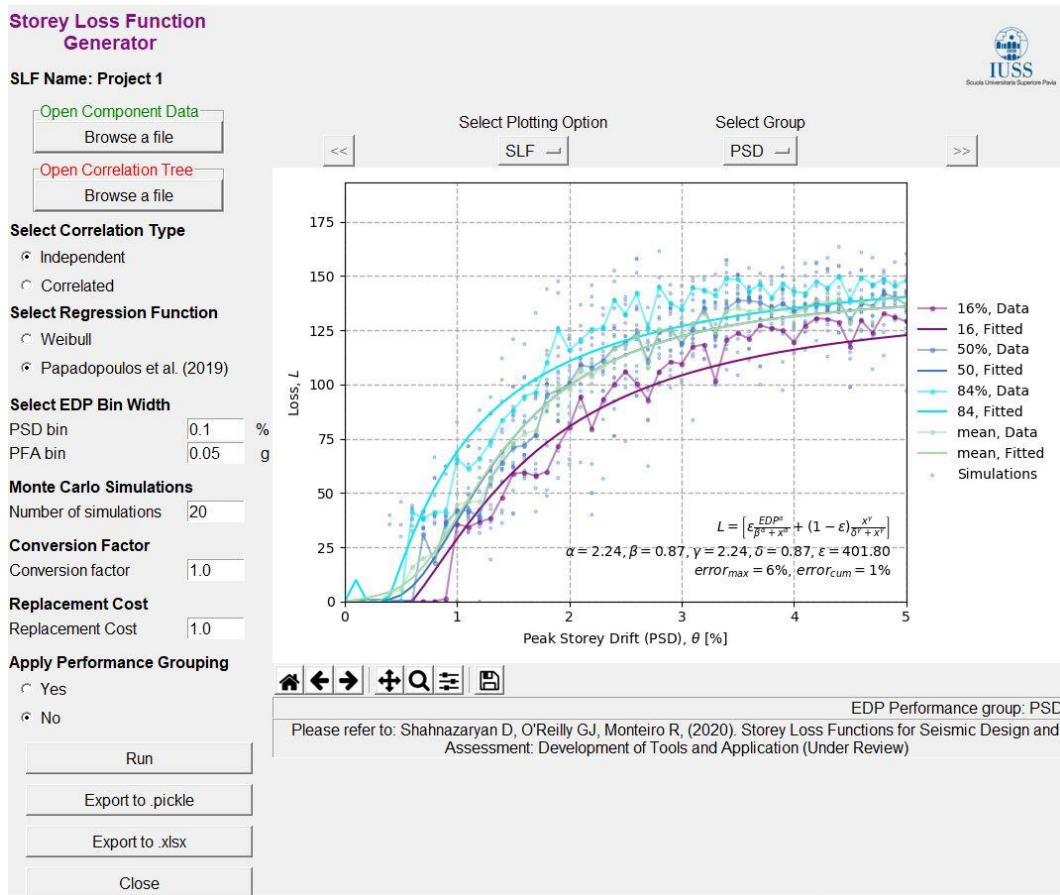 Storey Loss Function
Generator
SLF Name: Project 1
Open Component Data
Browse a file
Open Correlation Tree
Browse a file
Select Correlation Type
Independent
Correlated
Select Regression Function
Weibull
Papadopoulos et al. (2019)
Select EDP Bin Width
PSD bin 0.1 %
PFA bin 0.05 g
Monte Carlo Simulations
Number of simulations 20
Conversion Factor
Conversion factor 1.0
Replacement Cost
Replacement Cost 1.0
Apply Performance Grouping
Yes
No
Run
Export to .pickle
Export to .xlsx
Close
IUSS
Scuola Universitaria Superiore Pavia
Select Plotting Option Select Group
<< SLF PSD >>
175
150
125
100
75
50
25
0
Loss, L
0 1 2 3 4 5
Peak Storey Drift (PSD), θ [%]
L = [ε EDP^α / (β^α + x^α) + (1 − ε) x^γ / (δ^γ + x^γ)]
α = 2.24, β = 0.87, γ = 2.24, δ = 0.87, ε = 401.80
error_max = 6%, error_cum = 1%
16%, Data
16, Fitted
50%, Data
50, Fitted
84%, Data
84, Fitted
mean, Data
mean, Fitted
Simulations
EDP Performance group: PSD
Please refer to: Shahnazaryan D, O'Reilly GJ, Monteiro R, (2020). Storey Loss Functions for Seismic Design and
Assessment: Development of Tools and Application (Under Review)